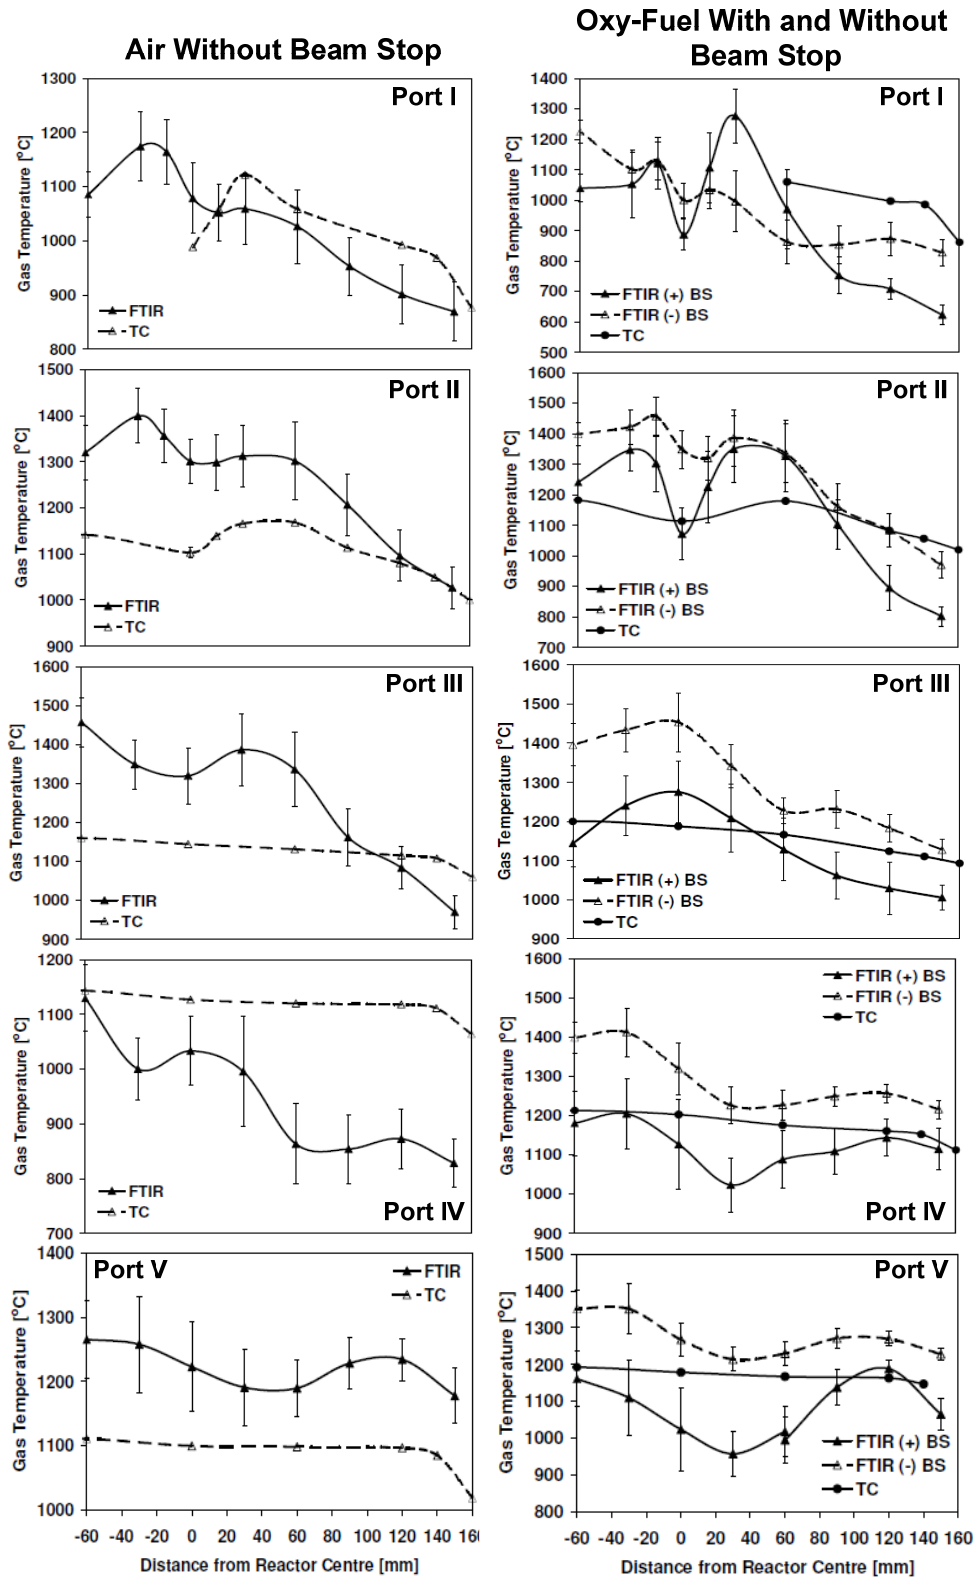 Air Without Beam Stop
Oxy-Fuel With and Without
Beam Stop
Port I
Gas Temperature [°C]
1300
1200
1100
1000
900
800
FTIR
TC
Port I
Gas Temperature [°C]
1400
1300
1200
1100
1000
900
800
700
600
500
FTIR (+) BS
FTIR (-) BS
TC
Port II
Gas Temperature [°C]
1500
1400
1300
1200
1100
1000
900
FTIR
TC
Port II
Gas Temperature [°C]
1600
1500
1400
1300
1200
1100
1000
900
800
700
FTIR (+) BS
FTIR (-) BS
TC
Port III
Gas Temperature [°C]
1600
1500
1400
1300
1200
1100
1000
900
FTIR
TC
Port III
Gas Temperature [°C]
1600
1500
1400
1300
1200
1100
1000
900
FTIR (+) BS
FTIR (-) BS
TC
Gas Temperature [°C]
1200
1100
1000
900
800
700
FTIR
TC
Port IV
Gas Temperature [°C]
1600
1500
1400
1300
1200
1100
1000
900
FTIR (+) BS
FTIR (-) BS
TC
Port IV
Port V
Gas Temperature [°C]
1400
1300
1200
1100
1000
FTIR
TC
-60 -40 -20 0 20 40 60 80 100 120 140 160
Distance from Reactor Centre [mm]
Port V
Gas Temperature [°C]
1500
1400
1300
1200
1100
1000
900
800
FTIR (+) BS
FTIR (-) BS
TC
-60 -40 -20 0 20 40 60 80 100 120 140 160
Distance from Reactor Centre [mm]